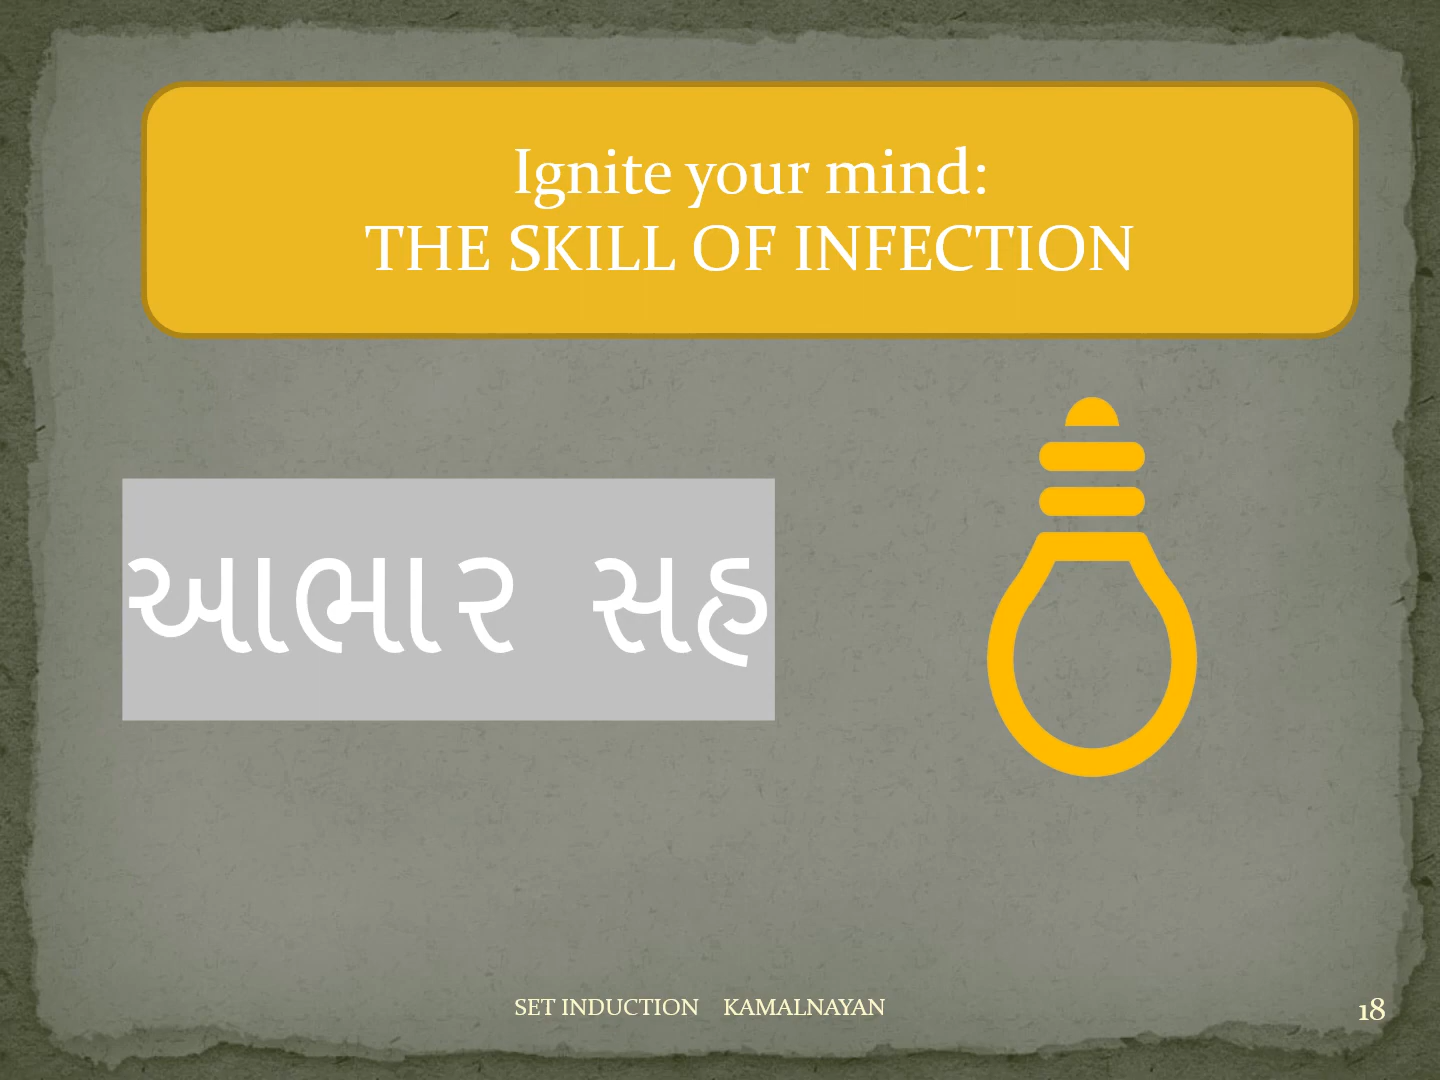 Ignite your mind:
THE SKILL OF INFECTION
આભાર સહ
SET INDUCTION KAMALNAYAN
18